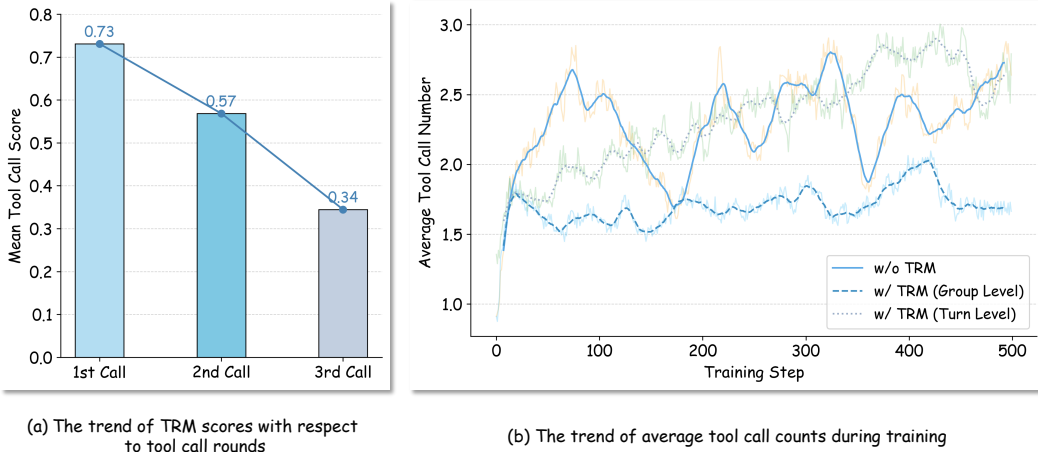 0.8
0.7
0.6
0.5
0.4
0.3
0.2
0.1
0.0
Mean Tool Call Score
0.73
0.57
0.34
1st Call
2nd Call
3rd Call
(a) The trend of TRM scores with respect
to tool call rounds
3.0
2.5
2.0
1.5
1.0
Average Tool Call Number
w/o TRM
w/ TRM (Group Level)
w/ TRM (Turn Level)
0
100
200
300
400
500
Training Step
(b) The trend of average tool call counts during training